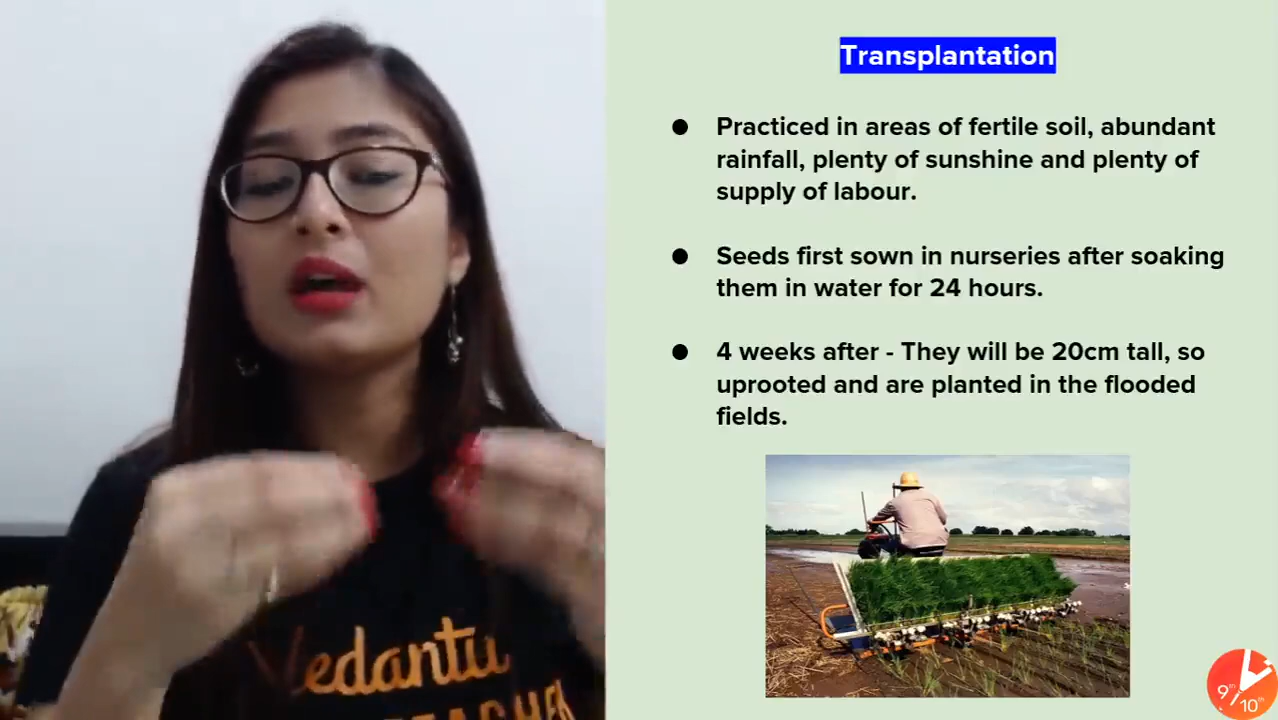 Transplantation
● Practiced in areas of fertile soil, abundant
rainfall, plenty of sunshine and plenty of
supply of labour.
● Seeds first sown in nurseries after soaking
them in water for 24 hours.
● 4 weeks after - They will be 20cm tall, so
uprooted and are planted in the flooded
fields.
Vedantu
9th
10th